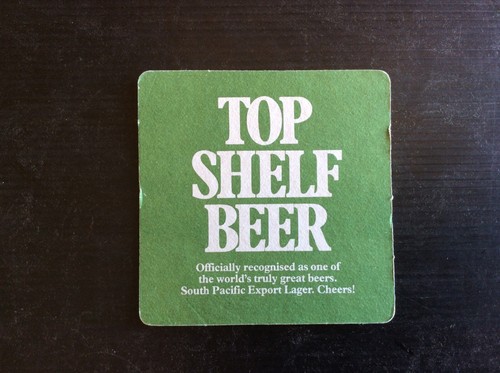 TOP
SHELF
BEER
Officially recognised as one of
the world's truly great beers.
South Pacific Export Lager. Cheers!